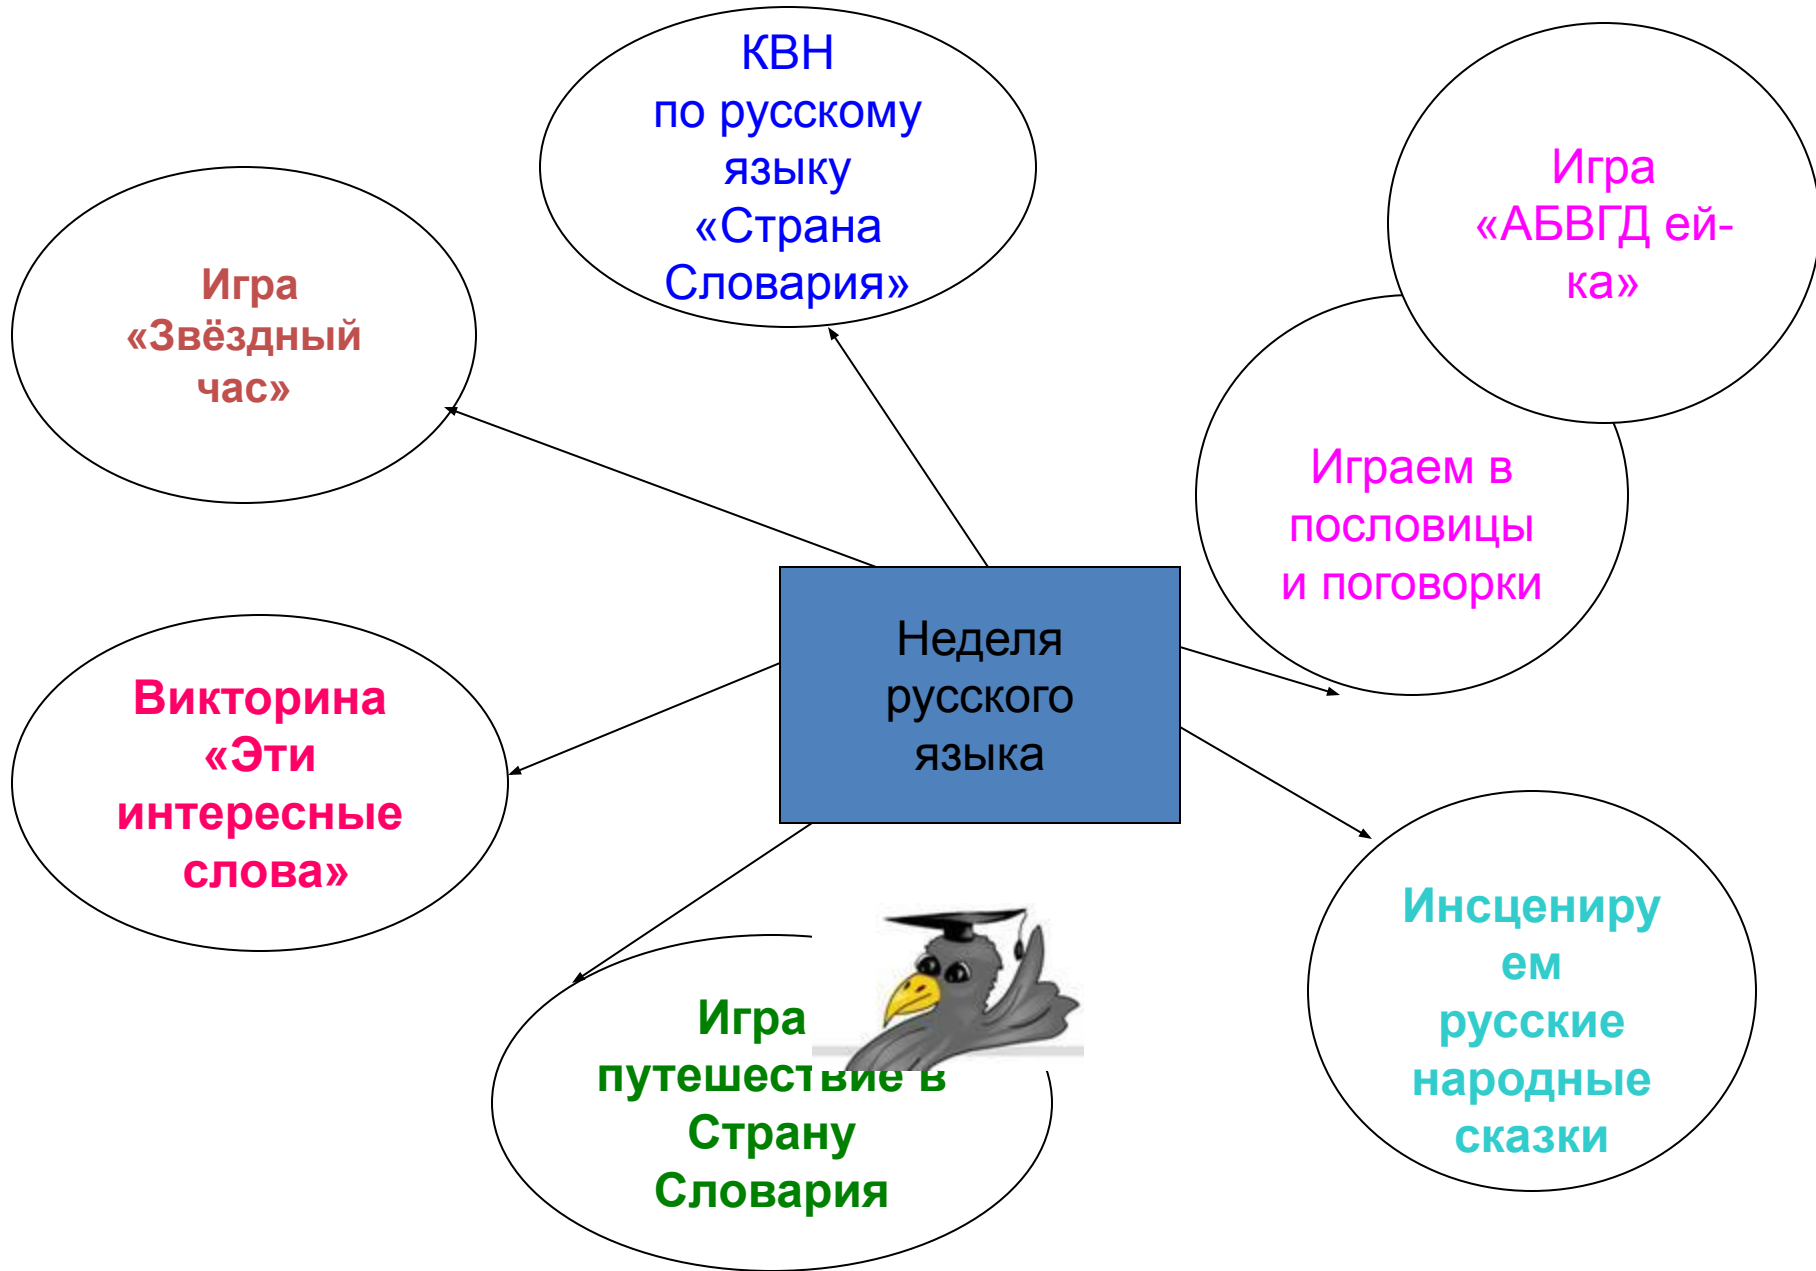 КВН
по русскому
языку
«Страна
Словария»
Игра
«АБВГД ей-
ка»
Игра
«Звёздный
час»
Играем в
пословицы
и поговорки
Неделя
русского
языка
Викторина
«Эти
интересные
слова»
Инсцениру
ем
русские
народные
сказки
Игра
путешествие в
Страну
Словария